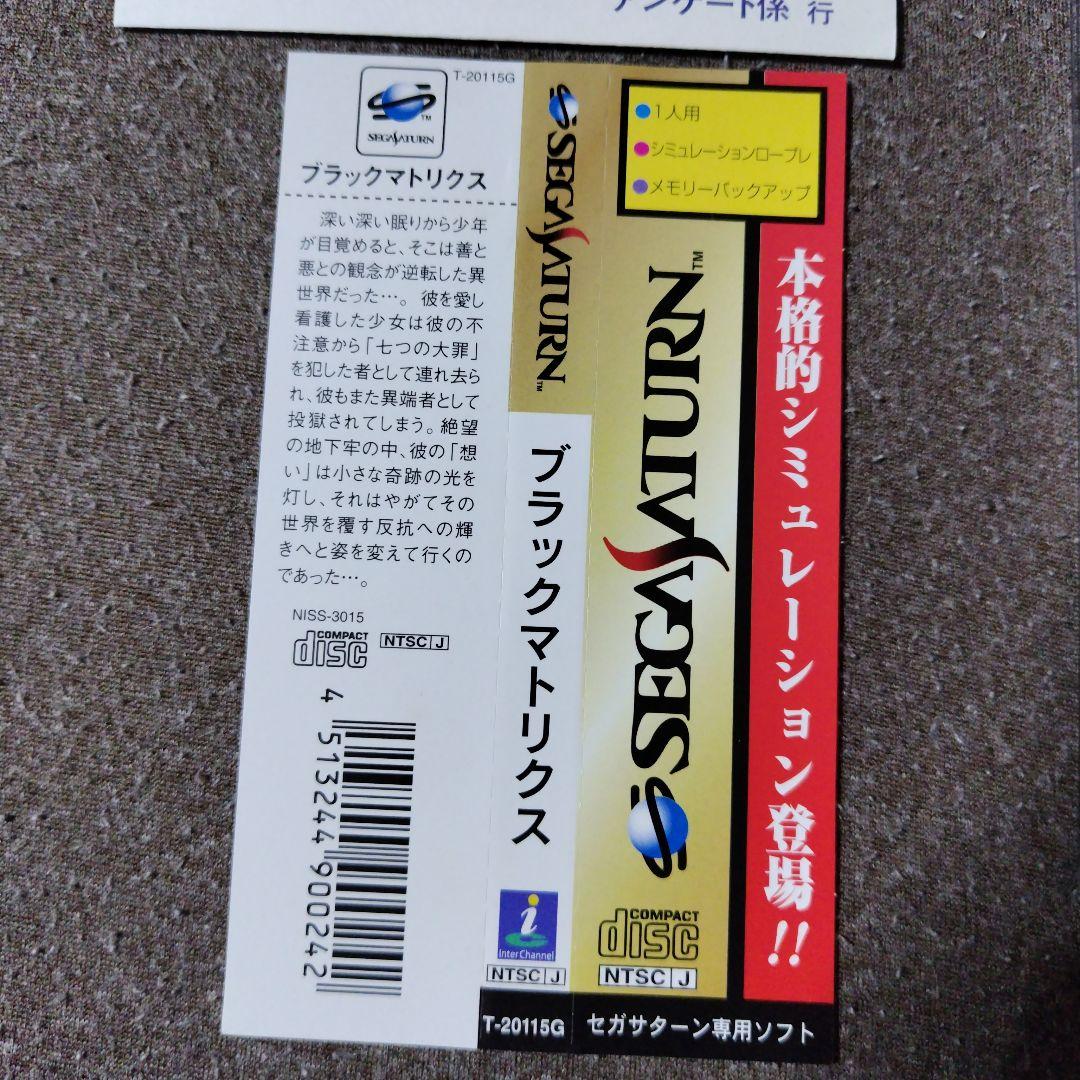 アンケート係 行
T-20115G
SEGA SATURN
TM
ブラックマトリクス
深い深い眠りから少年
が目覚めると、そこは善と
悪との観念が逆転した異
世界だった…。彼を愛し
看護した少女は彼の不
注意から「七つの大罪」
を犯した者として連れ去ら
れ、彼もまた異端者として
投獄されてしまう。絶望
の地下牢の中、彼の「想
い」は小さな奇跡の光を
灯し、それはやがてその
世界を覆す反抗への輝
きへと姿を変えて行くの
であった…。
NISS-3015
COMPACT
disc
NTSC J
4 513244 900242
SEGA SATURN
TM
ブラックマトリクス
i
InterChannel
NTSC J
T-20115G
●1人用
●シミュレーションロープレ
●メモリーバックアップ
SEGA SATURN
TM
COMPACT
disc
NTSC J
セガサターン専用ソフト
本格的シミュレーション登場!!